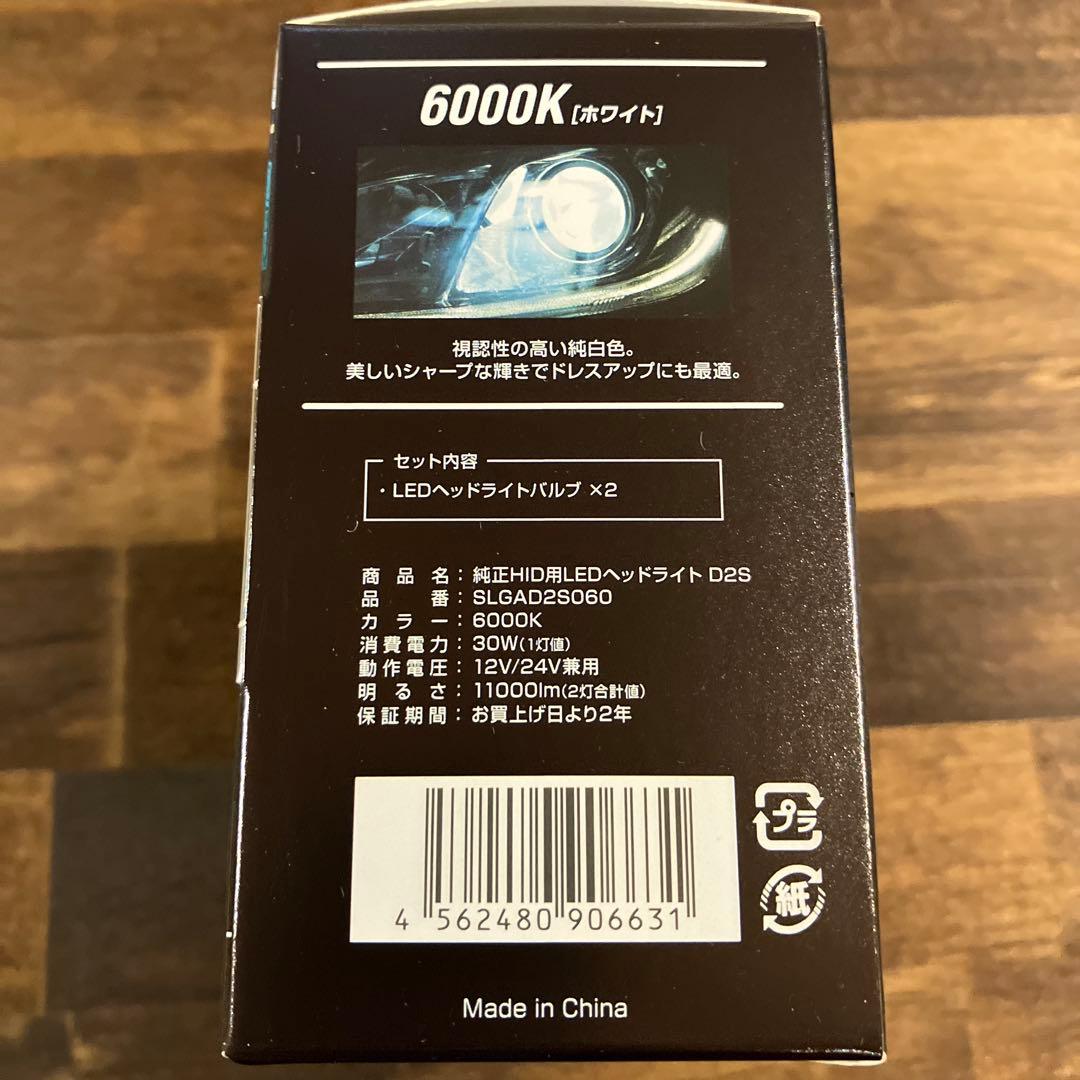 6000K [ホワイト]
視認性の高い純白色。
美しいシャープな輝きでドレスアップにも最適。
セット内容
・LEDヘッドライトバルブ ×2
商品名：純正HID用LEDヘッドライト D2S
品番：SLGAD2S060
カラー：6000K
消費電力：30W(1灯値)
動作電圧：12V/24V兼用
明るさ：11000lm(2灯合計値)
保証期間：お買上げ日より2年
プラ
紙
4 562480 906631
Made in China